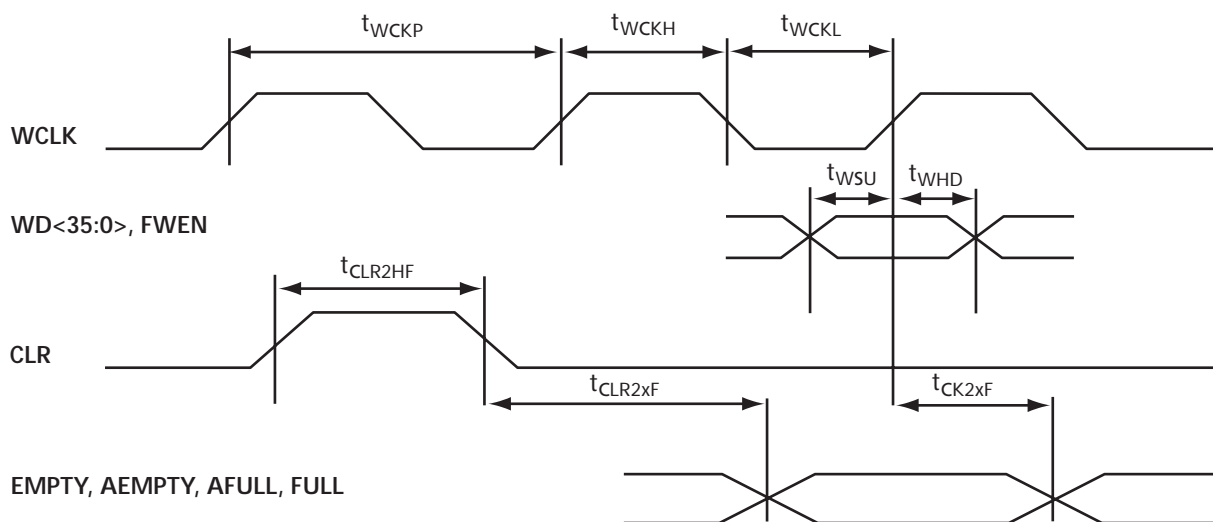 tWCKP
tWCKH
tWCKL
WCLK
tWSU
tWHD
WD<35:0>, FWEN
tCLR2HF
CLR
tCLR2xF
tCK2xF
EMPTY, AEMPTY, AFULL, FULL